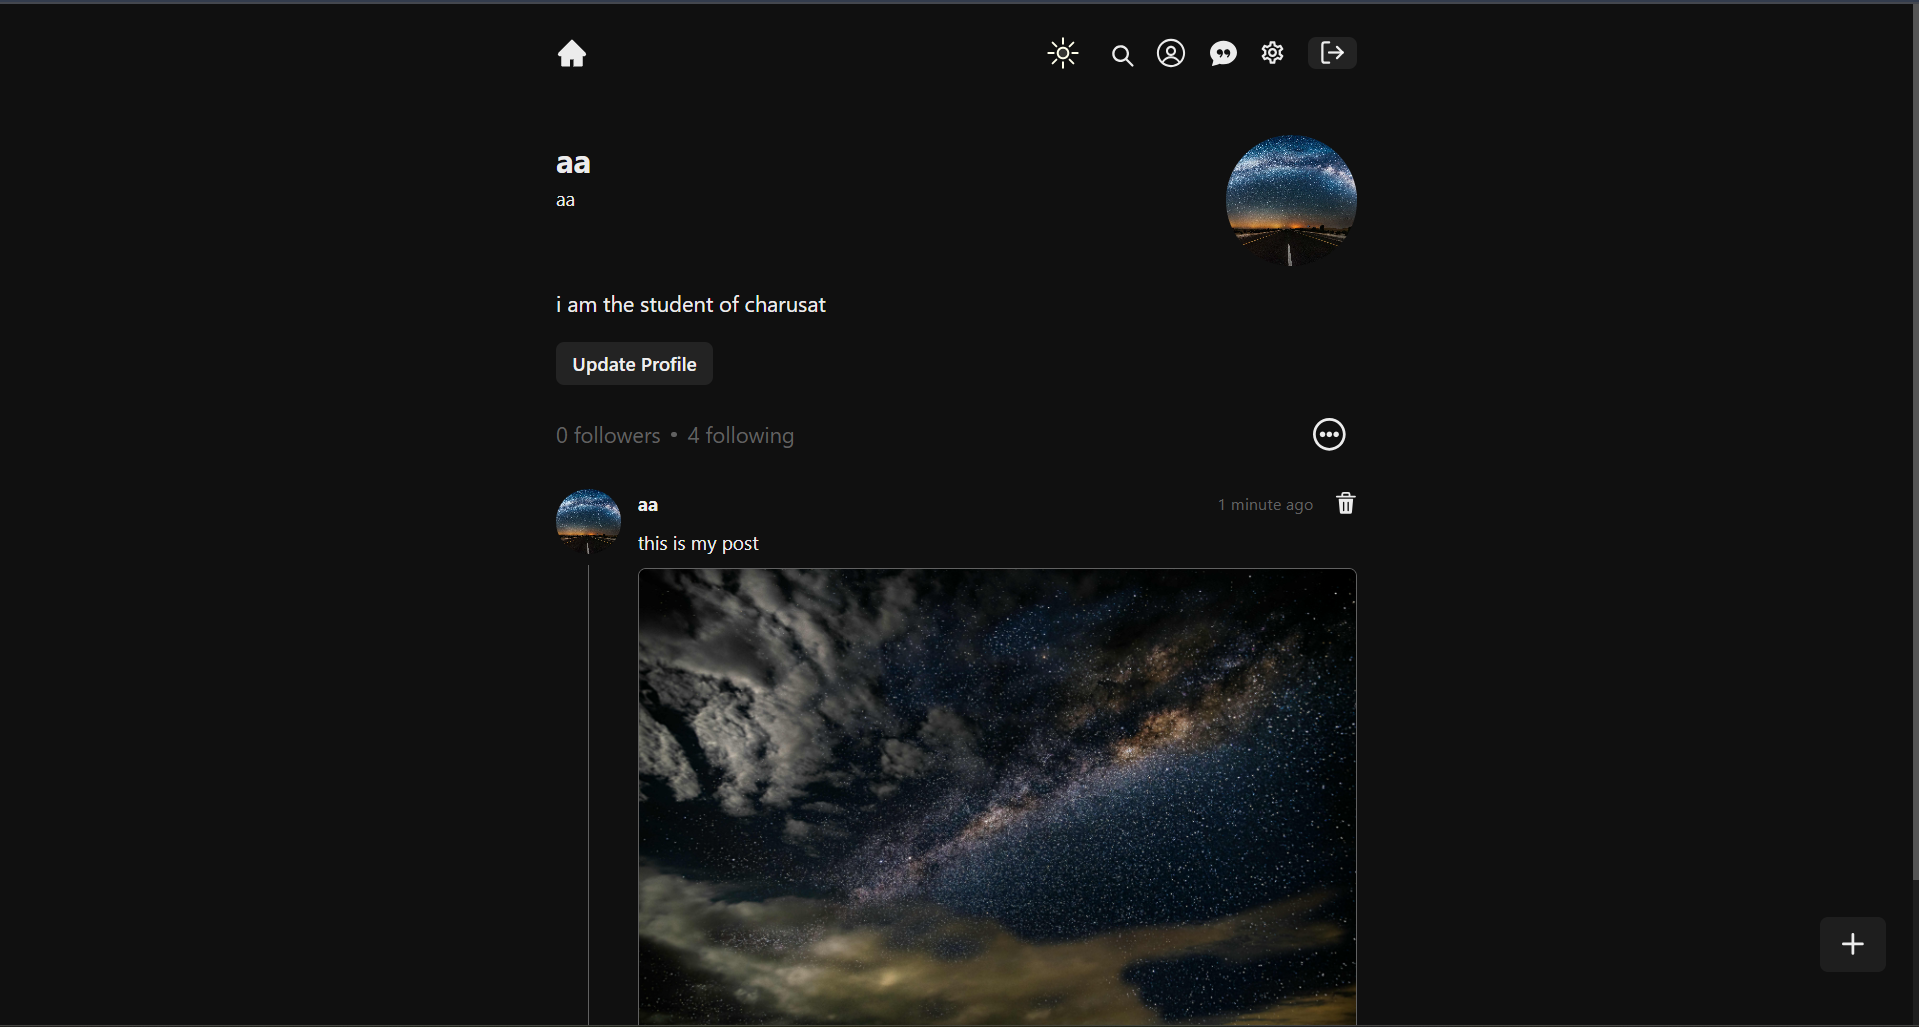 aa
aa
i am the student of charusat
Update Profile
0 followers • 4 following
aa
1 minute ago
this is my post